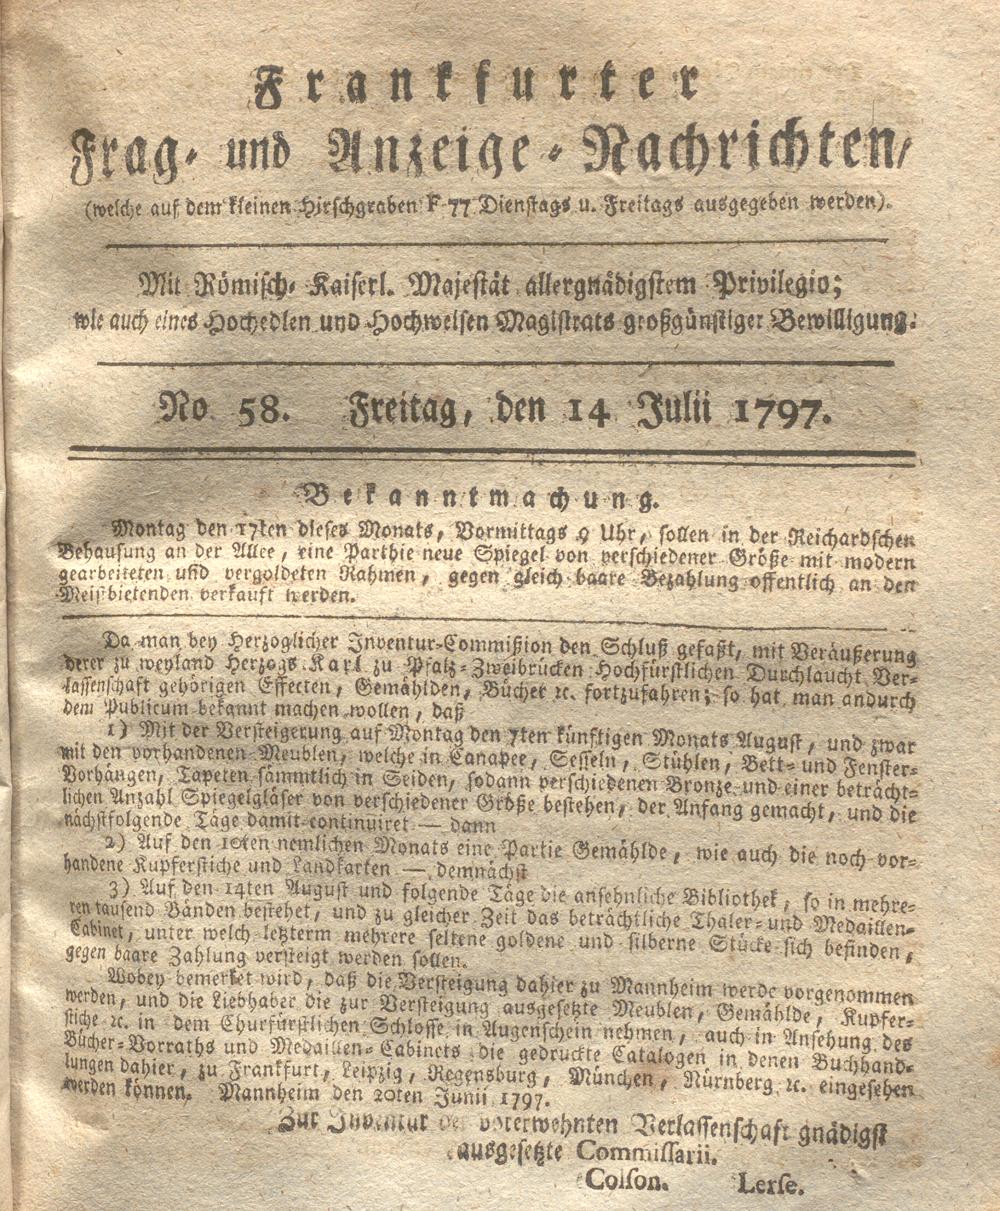 Frankfurter
Frag- und Anzeige-Nachrichten,
(welche auf dem kleinen Hirschgraben F 77 Dienstags u. Freitags ausgegeben werden).
Mit Römisch-Kaiserl. Majestät allergnädigstem Privilegio;
wie auch eines Hochedlen und Hochweisen Magistrats großgünstiger Bewilligung.
No. 58. Freitag, den 14 Julii 1797.
Bekanntmachung.
Montag den 17ten dieses Monats, Vormittags 9 Uhr, sollen in der Reichardschen
Behausung an der Allee, eine Parthie neue Spiegel von verschiedener Größe mit modern
gearbeiteten und vergoldeten Rahmen, gegen gleich baare Bezahlung offentlich an den
Meistbietenden verkauft werden.
Da man bey Herzoglicher Inventur-Commißion den Schluß gefaßt, mit Veräußerung
derer zu weyland Herzogs Karl zu Pfalz-Zweibrücken Hochfürstlichen Durchlaucht Ver-
lassenschaft gehörigen Effecten, Gemählden, Bücher ꝛc. fortzufahren; so hat man andurch
dem Publicum bekannt machen wollen, daß
1) Mit der Versteigerung auf Montag den 7ten künftigen Monats August, und zwar
mit den vorhandenen Meublen, welche in Canapee, Sesseln, Stühlen, Bett- und Fenster-
Vorhängen, Tapeten sämmtlich in Seiden, sodann verschiedenen Bronze und einer beträcht-
lichen Anzahl Spiegelgläser von verschiedener Größe bestehen, der Anfang gemacht, und die
nächstfolgende Täge damit continuiret — dann
2) Auf den 10ten nemlichen Monats eine Partie Gemählde, wie auch die noch vor-
handene Kupferstiche und Landkarten —, demnächst
3) Auf den 14ten August und folgende Täge die ansehnliche Bibliothek, so in mehre-
ren tausend Bänden bestehet, und zu gleicher Zeit das beträchtliche Thaler- und Medaillen-
Cabinet, unter welch letzterm mehrere seltene goldene und silberne Stücke sich befinden,
gegen baare Zahlung versteigt werden sollen.
Wobey bemerket wird, daß die Versteigung dahier zu Mannheim werde vorgenommen
werden, und die Liebhaber die zur Versteigung ausgesetzte Meublen, Gemählde, Kupfer-
stiche ꝛc. in dem Churfürstlichen Schlosse in Augenschein nehmen, auch in Ansehung des
Bücher-Vorraths und Medaillen-Cabinets die gedruckte Catalogen in denen Buchhand-
lungen dahier, zu Frankfurt, Leipzig, Regensburg, München, Nürnberg ꝛc. eingesehen
werden können. Mannheim den 20ten Junii 1797.
Zur Inventur der vorerwehnten Verlassenschaft gnädigst
ausgesetzte Commissarii.
Colson. Lerse.